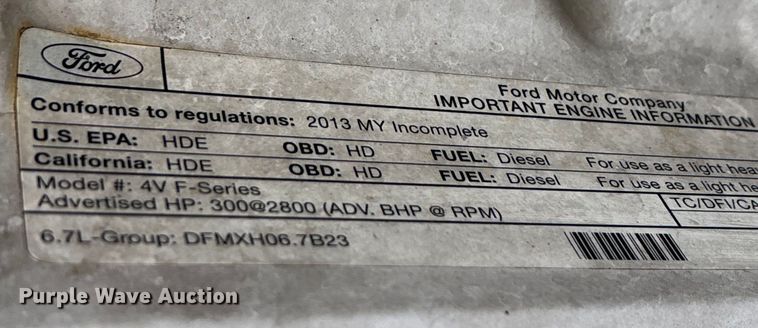 Ford
Ford Motor Company
IMPORTANT ENGINE INFORMATION
Conforms to regulations: 2013 MY Incomplete
U.S. EPA: HDE OBD: HD FUEL: Diesel For use as a light hea
California: HDE OBD: HD FUEL: Diesel For use as a light he
Model #: 4V F-Series
TC/DFI/CA
Advertised HP: 300@2800 (ADV. BHP @ RPM)
6.7L-Group: DFMXH06.7B23
Purple Wave Auction